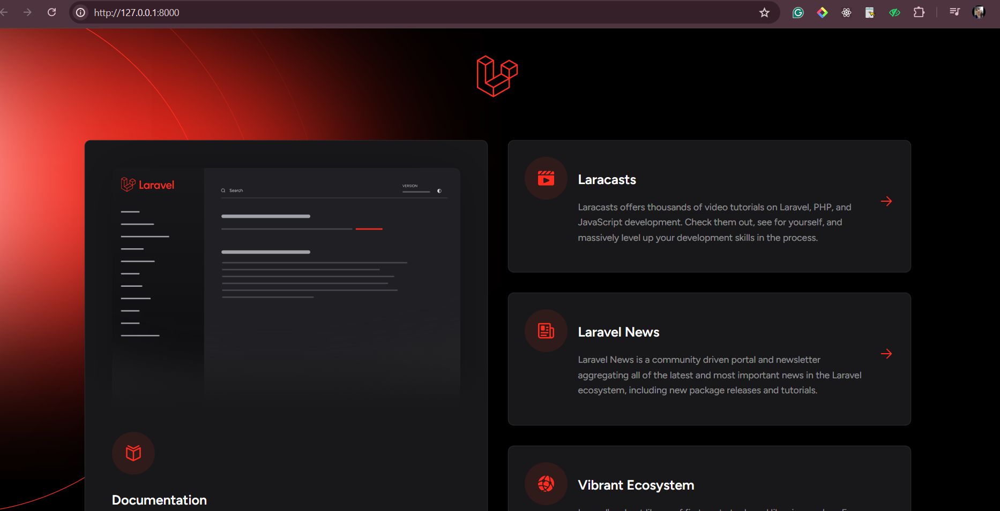 http://127.0.0.1:8000
Laravel
Search
VERSION
Documentation
Laracasts
Laracasts offers thousands of video tutorials on Laravel, PHP, and
JavaScript development. Check them out, see for yourself, and
massively level up your development skills in the process.
Laravel News
Laravel News is a community driven portal and newsletter
aggregating all of the latest and most important news in the Laravel
ecosystem, including new package releases and tutorials.
Vibrant Ecosystem